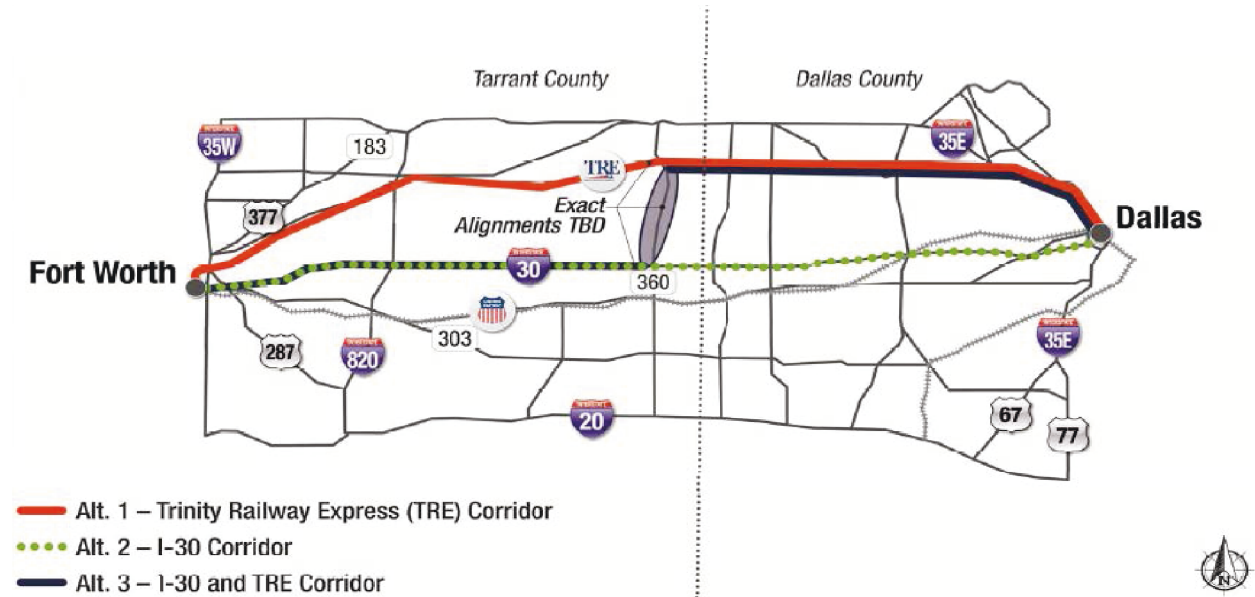 Tarrant County
Dallas County
35W
183
35E
TRE
377
Exact
Alignments TBD
Dallas
Fort Worth
30
360
303
287
820
35E
20
67
77
Alt. 1 – Trinity Railway Express (TRE) Corridor
Alt. 2 – I-30 Corridor
Alt. 3 – I-30 and TRE Corridor
N